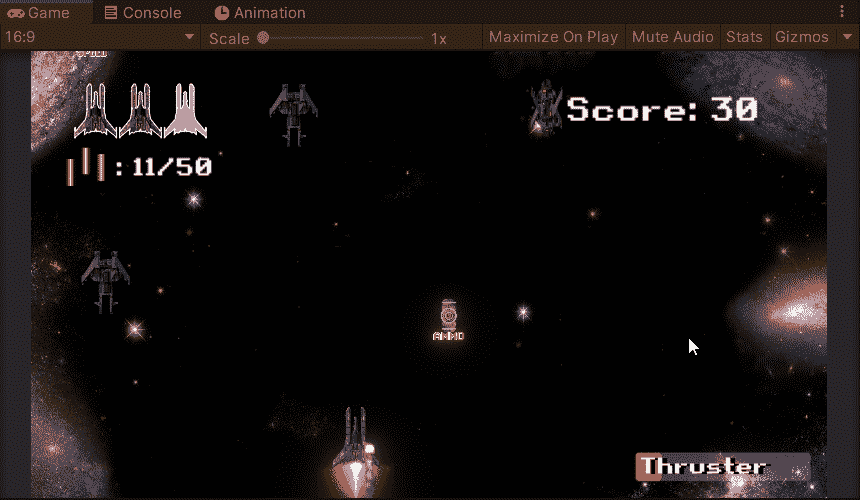 Game Console Animation
16:9 Scale 1x Maximize On Play Mute Audio Stats Gizmos
Score: 30
: 11/50
AMMO
Thruster